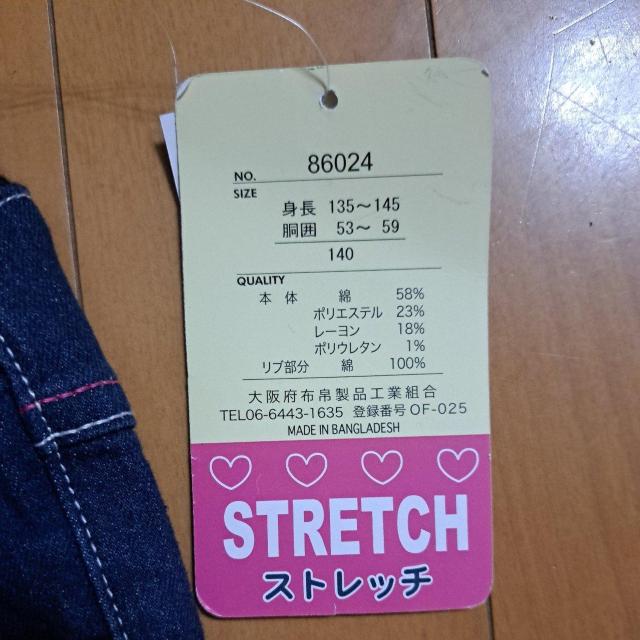 NO. 86024
SIZE
身長 135～145
胴囲 53～ 59
140
QUALITY
本体 綿 58%
ポリエステル 23%
レーヨン 18%
ポリウレタン 1%
リブ部分 綿 100%
大阪府布帛製品工業組合
TEL06-6443-1635 登録番号 OF-025
MADE IN BANGLADESH
STRETCH
ストレッチ